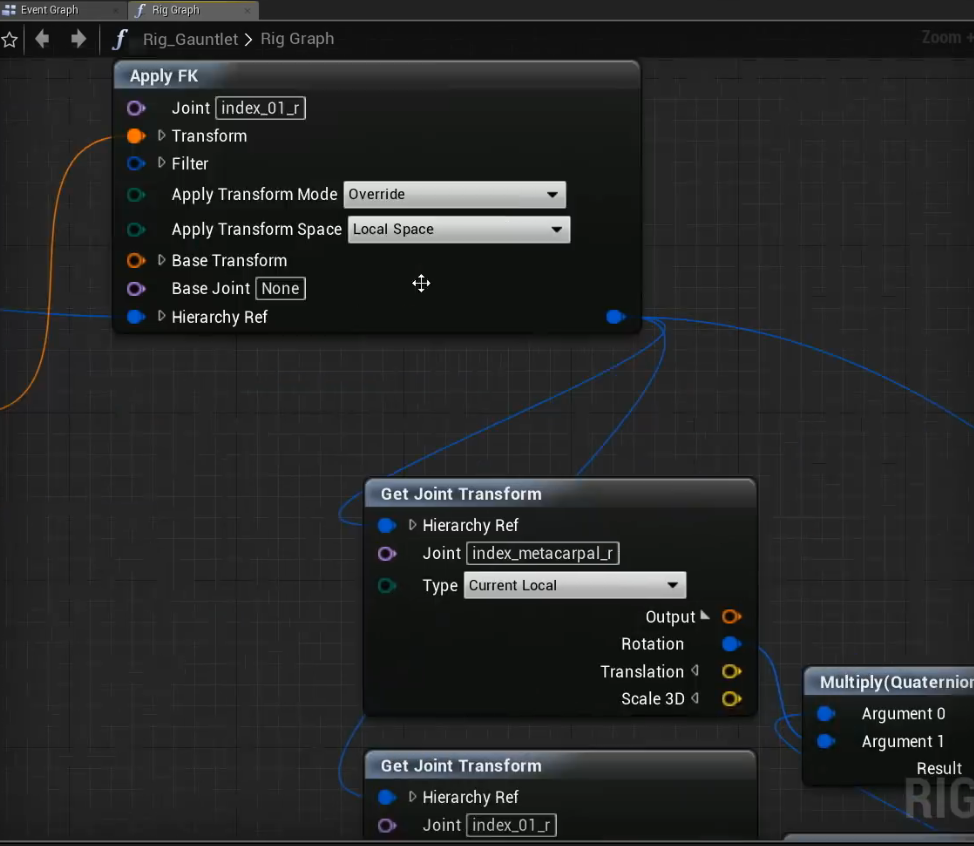 Event Graph
Rig Graph
Rig_Gauntlet > Rig Graph
Zoom
Apply FK
Joint index_01_r
Transform
Filter
Apply Transform Mode Override
Apply Transform Space Local Space
Base Transform
Base Joint None
Hierarchy Ref
Get Joint Transform
Hierarchy Ref
Joint index_metacarpal_r
Type Current Local
Output
Rotation
Translation
Scale 3D
Multiply(Quaternion
Argument 0
Argument 1
Result
RIG
Get Joint Transform
Hierarchy Ref
Joint index_01_r